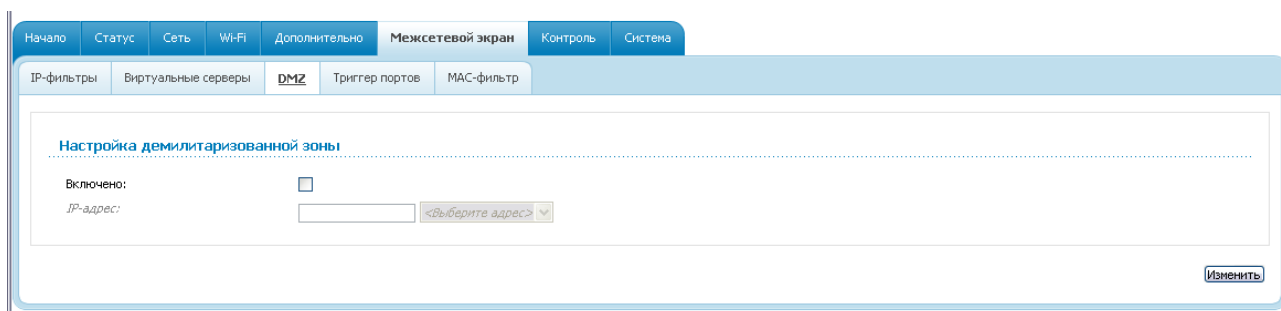 Начало Статус Сеть Wi-Fi Дополнительно Межсетевой экран Контроль Система
IP-фильтры Виртуальные серверы DMZ Триггер портов MAC-фильтр
Настройка демилитаризованной зоны
Включено:
IP-адрес: <Выберите адрес>
Изменить